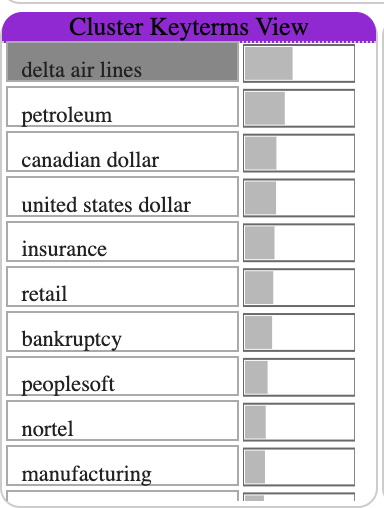 Cluster Keyterms View
delta air lines
petroleum
canadian dollar
united states dollar
insurance
retail
bankruptcy
peoplesoft
nortel
manufacturing